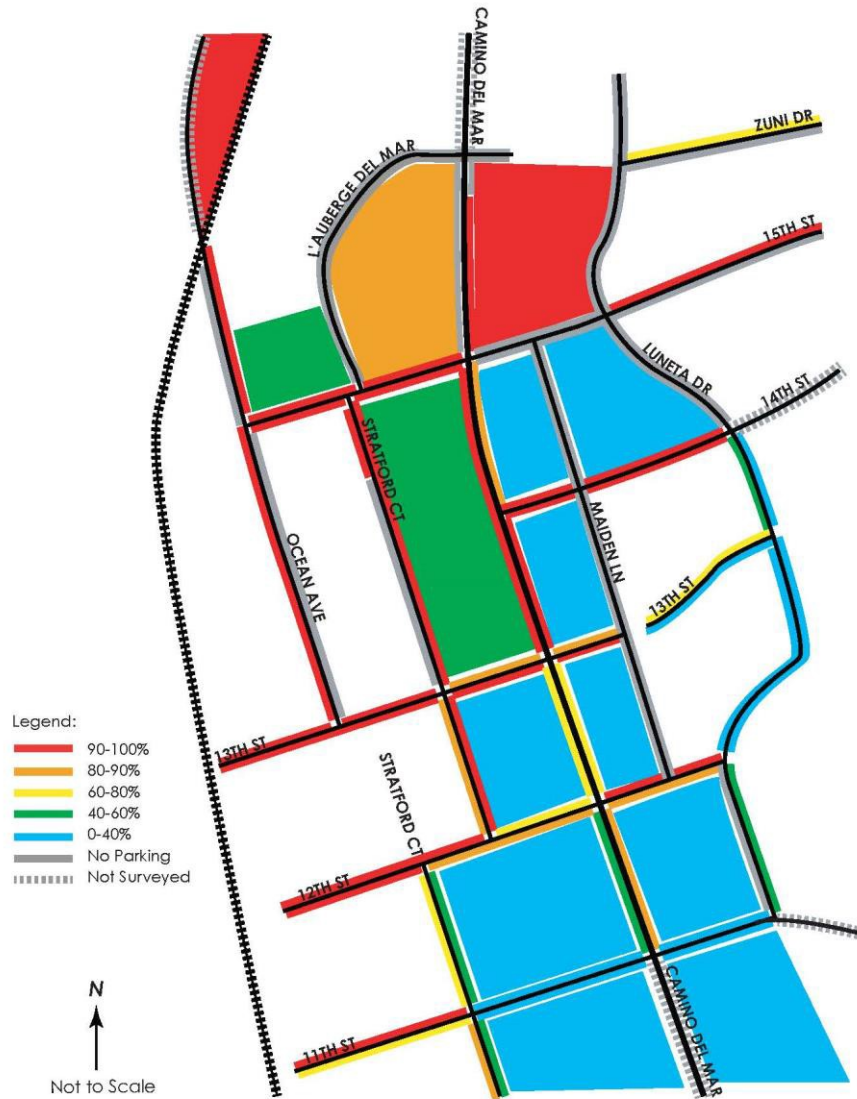 CAMINO DEL MAR
ZUNI DR
L'AUBERGE DEL MAR
15TH ST
LUNETA DR
14TH ST
STRATFORD CT
MAIDEN LN
OCEAN AVE
13TH ST
Legend:
90-100%
80-90%
60-80%
40-60%
0-40%
No Parking
Not Surveyed
13TH ST
STRATFORD CT
12TH ST
CAMINO DEL MAR
11TH ST
N
Not to Scale